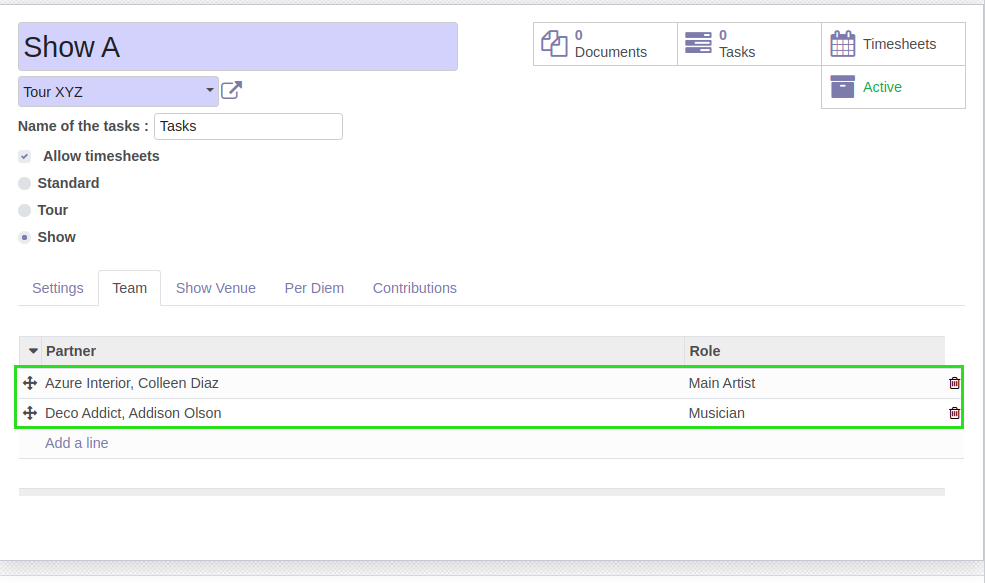 Show A
0
Documents
0
Tasks
Timesheets
Tour XYZ
Active
Name of the tasks : Tasks
Allow timesheets
Standard
Tour
Show
Settings Team Show Venue Per Diem Contributions
Partner Role
Azure Interior, Colleen Diaz Main Artist
Deco Addict, Addison Olson Musician
Add a line